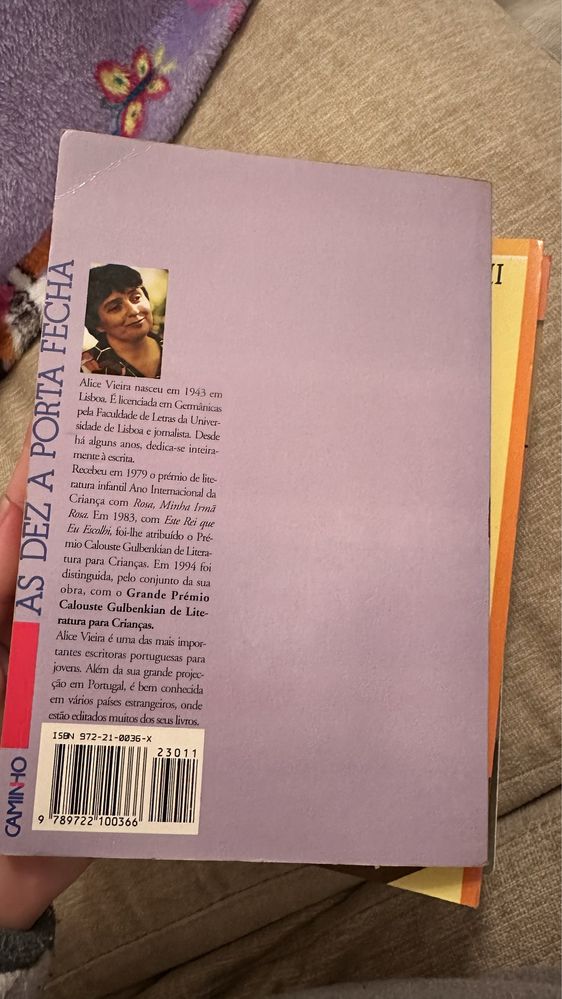 ÀS DEZ A PORTA FECHA
CAMINHO
Alice Vieira nasceu em 1943 em
Lisboa. É licenciada em Germânicas
pela Faculdade de Letras da Univer-
sidade de Lisboa e jornalista. Desde
há alguns anos, dedica-se inteira-
mente à escrita.
Recebeu em 1979 o prémio de lite-
ratura infantil Ano Internacional da
Criança com Rosa, Minha Irmã
Rosa. Em 1983, com Este Rei que
Eu Escolhi, foi-lhe atribuído o Pré-
mio Calouste Gulbenkian de Litera-
tura para Crianças. Em 1994 foi
distinguida, pelo conjunto da sua
obra, com o Grande Prémio
Calouste Gulbenkian de Lite-
ratura para Crianças.
Alice Vieira é uma das mais impor-
tantes escritoras portuguesas para
jovens. Além da sua grande projec-
ção em Portugal, é bem conhecida
em vários países estrangeiros, onde
estão editados muitos dos seus livros.
ISBN 972-21-0036-X
23011
9 789722 100366